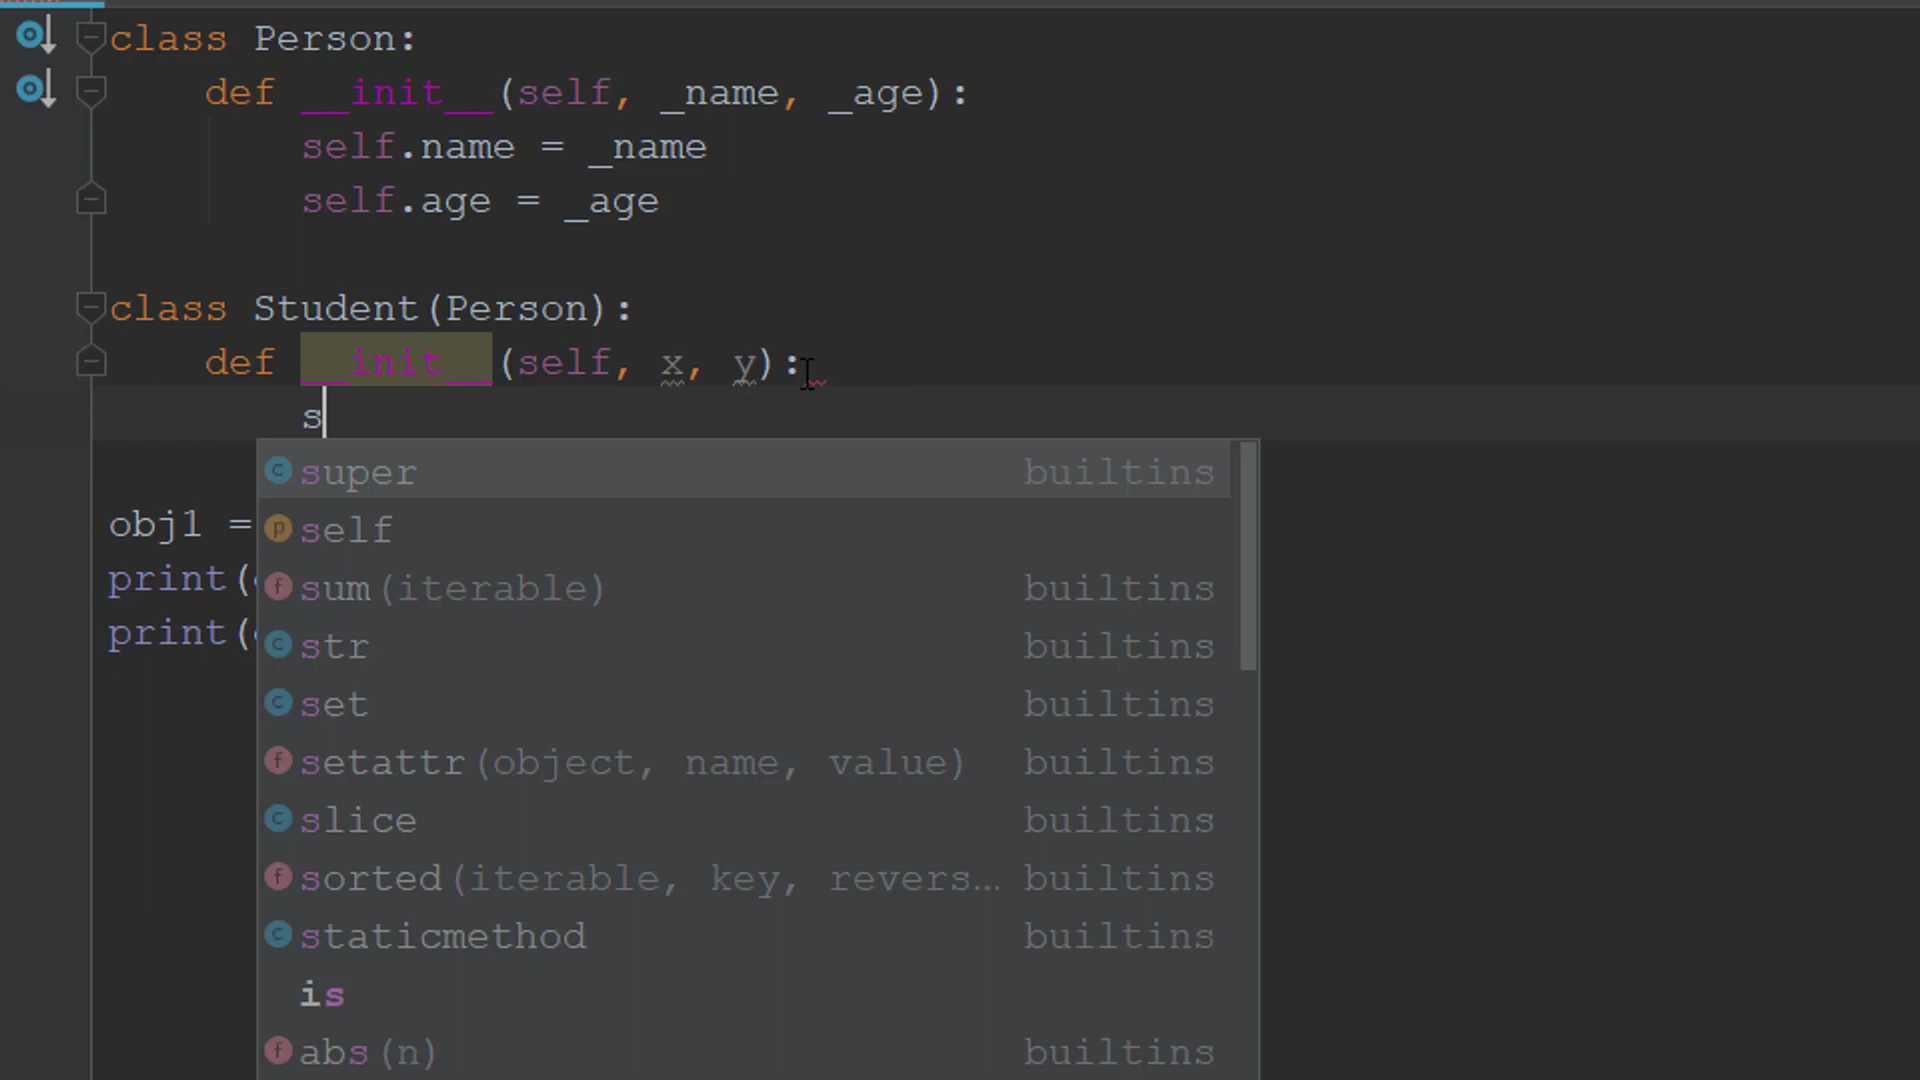 class Person:
    def __init__(self, _name, _age):
        self.name = _name
        self.age = _age
class Student(Person):
    def __init__(self, x, y):
        s
super builtins
obj1 =
self
print(
sum(iterable) builtins
print(
str builtins
set builtins
setattr(object, name, value) builtins
slice builtins
sorted(iterable, key, revers... builtins
staticmethod builtins
is
abs(n) builtins